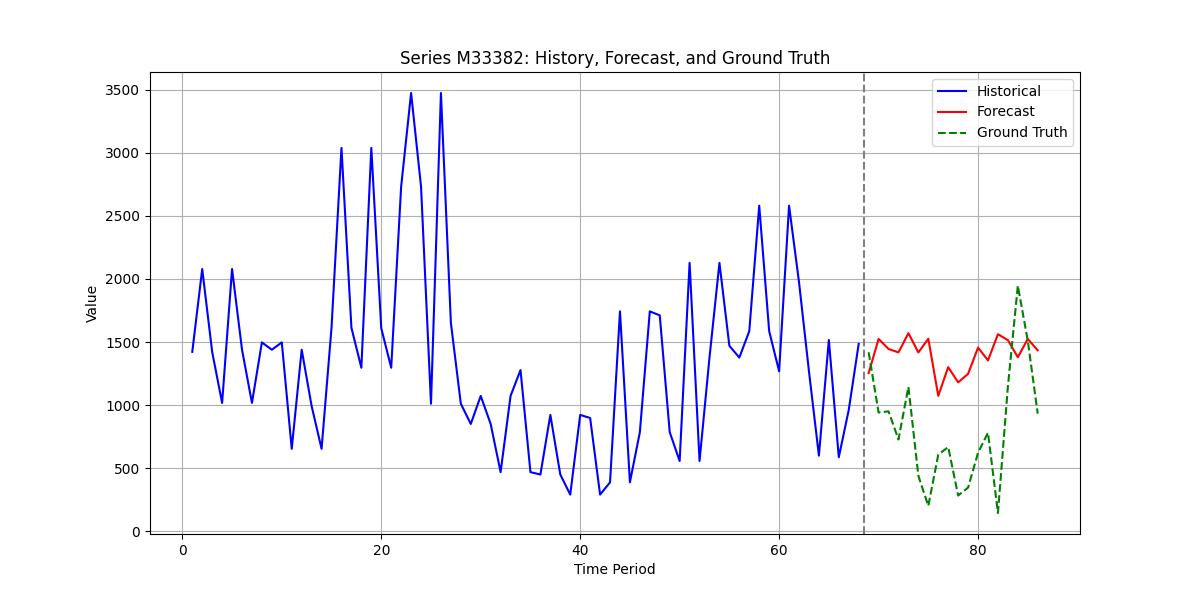 Series M33382: History, Forecast, and Ground Truth
Historical
Forecast
Ground Truth
3500
3000
2500
2000
1500
1000
500
0
Value
0 20 40 60 80
Time Period